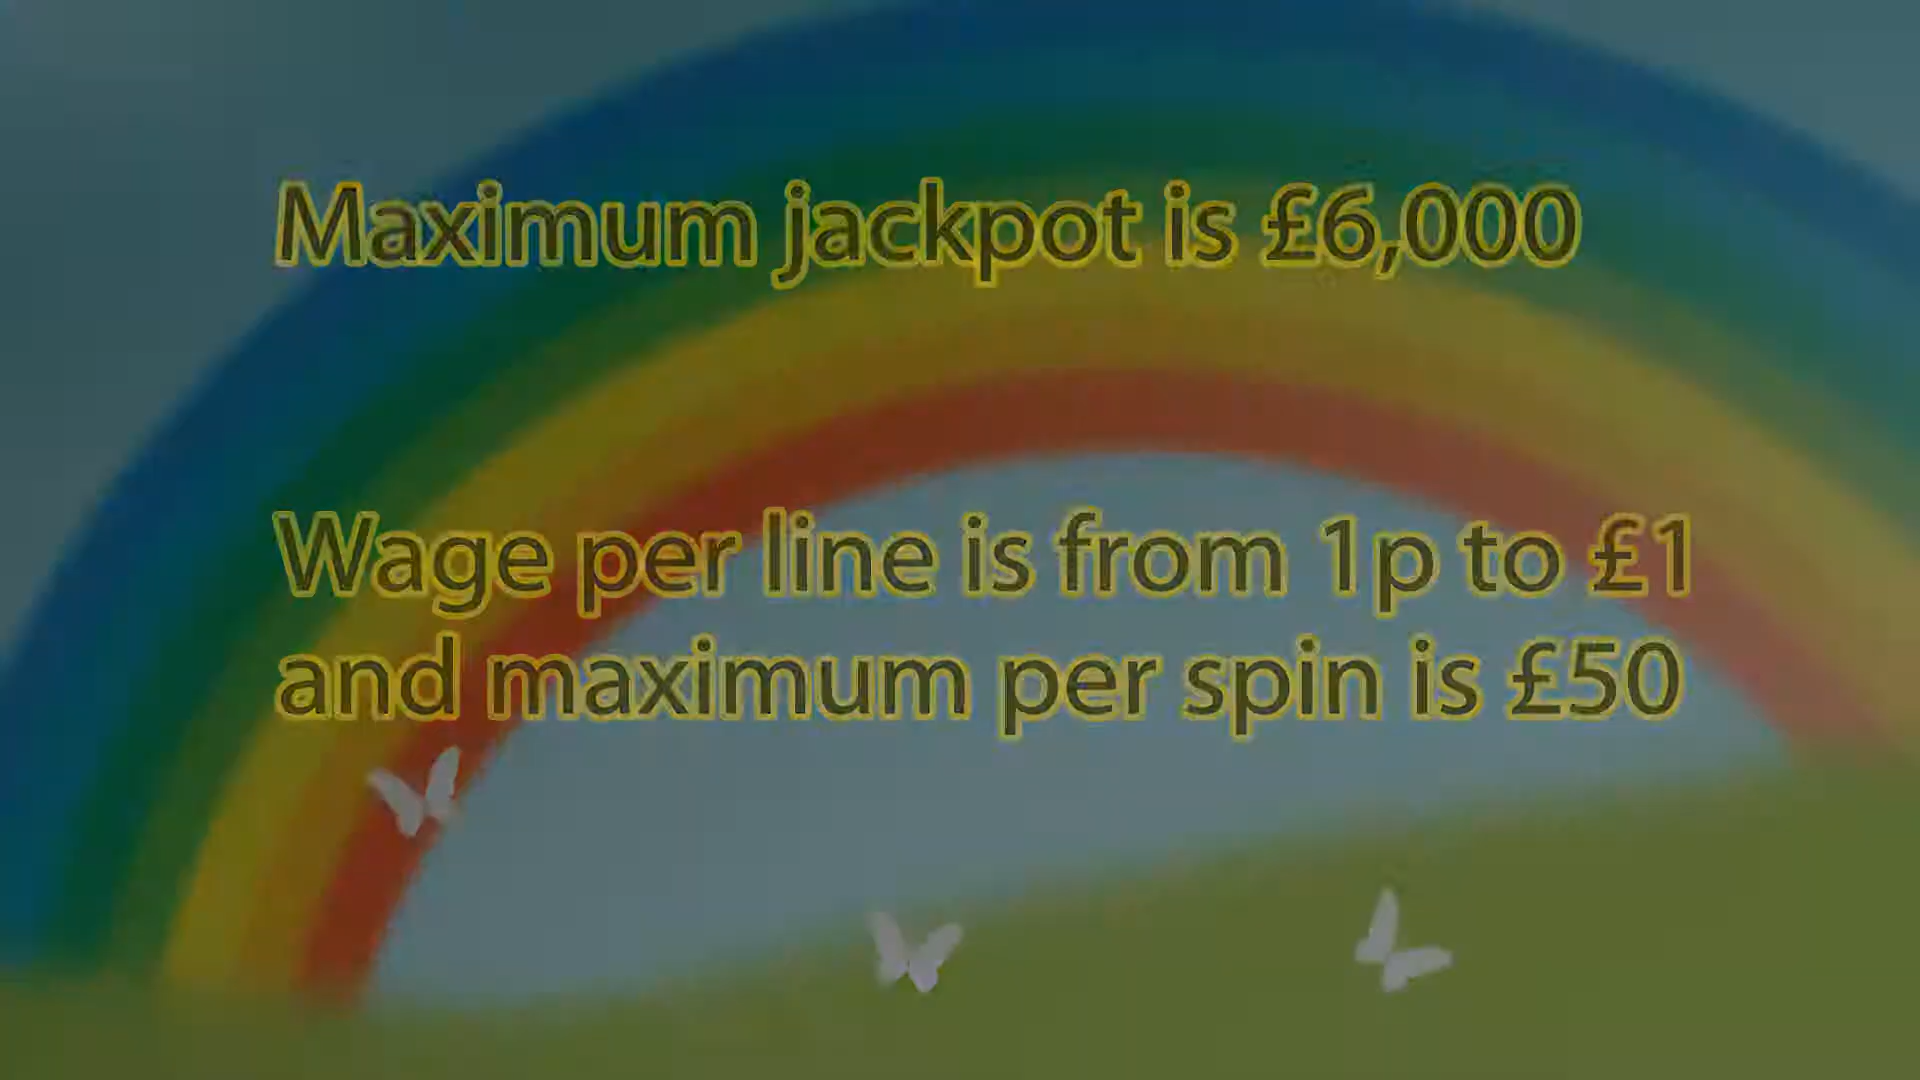 Maximum jackpot is £6,000
Wage per line is from 1p to £1
and maximum per spin is £50